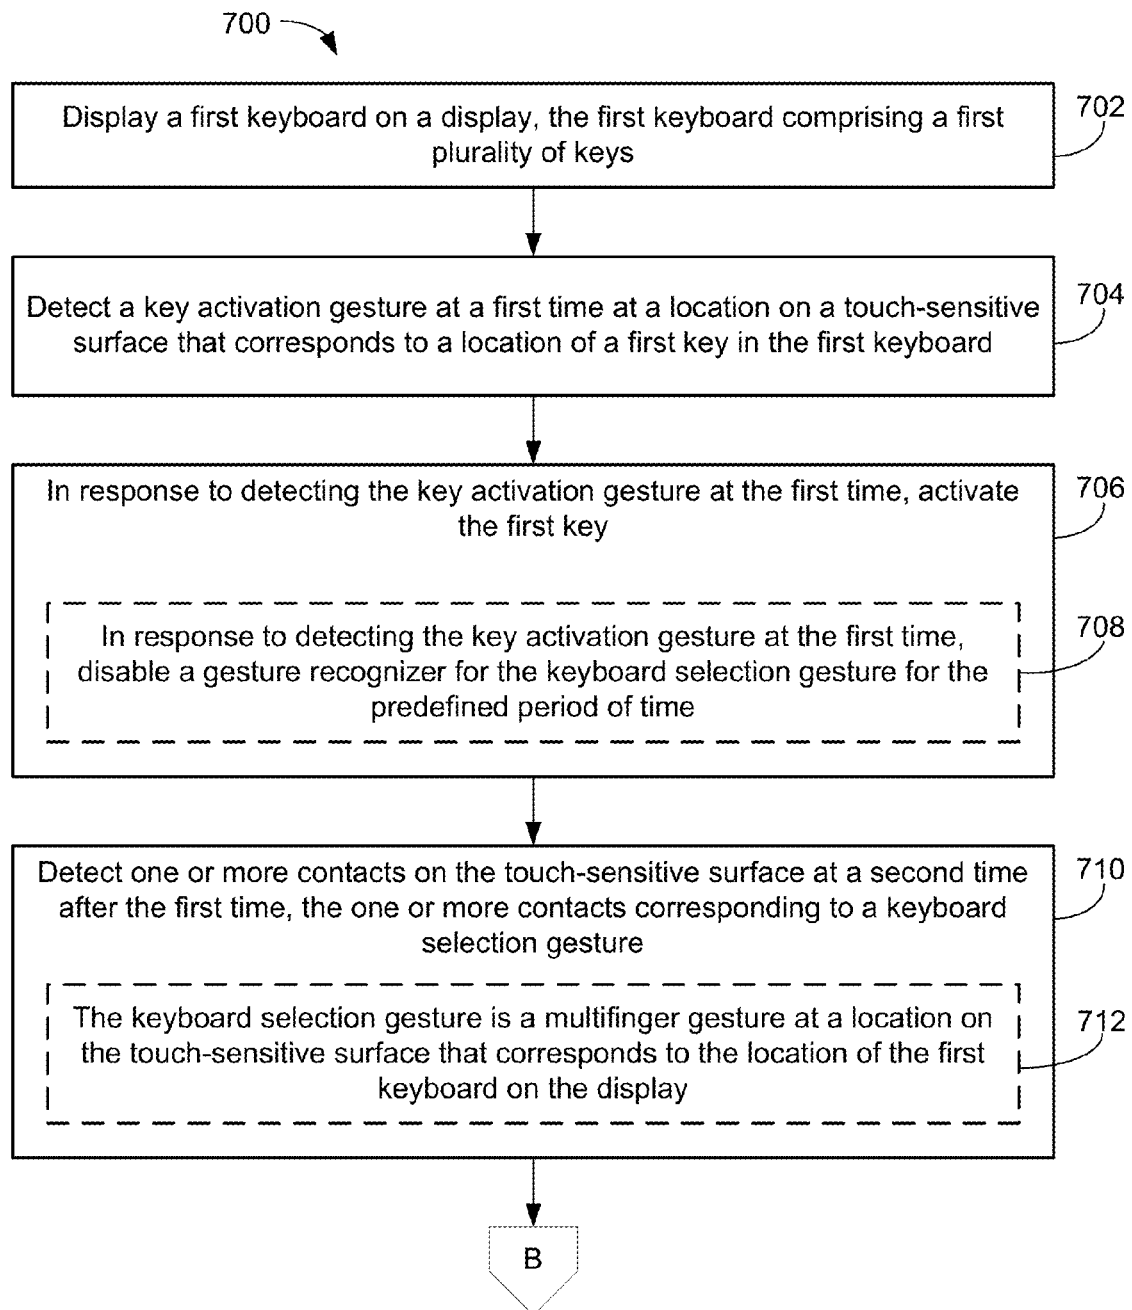 700
Display a first keyboard on a display, the first keyboard comprising a first
plurality of keys
702
Detect a key activation gesture at a first time at a location on a touch-sensitive
surface that corresponds to a location of a first key in the first keyboard
704
In response to detecting the key activation gesture at the first time, activate
the first key
706
In response to detecting the key activation gesture at the first time,
disable a gesture recognizer for the keyboard selection gesture for the
predefined period of time
708
Detect one or more contacts on the touch-sensitive surface at a second time
after the first time, the one or more contacts corresponding to a keyboard
selection gesture
710
The keyboard selection gesture is a multifinger gesture at a location on
the touch-sensitive surface that corresponds to the location of the first
keyboard on the display
712
B